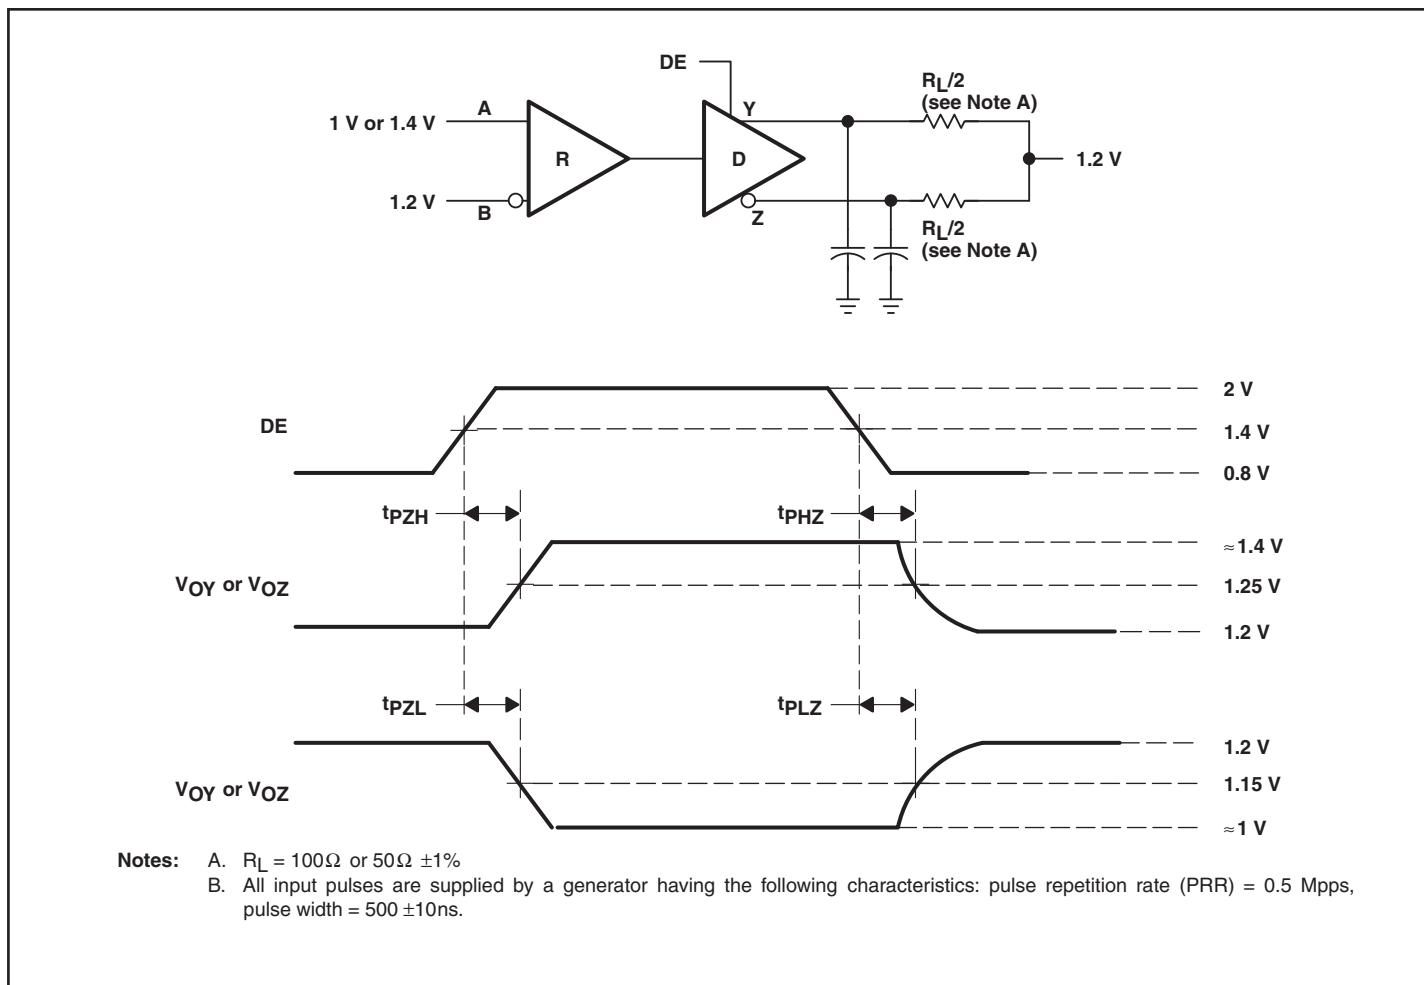 DE
R_L/2
(see Note A)
Y
A
1 V or 1.4 V
R
D
1.2 V
1.2 V
B
Z
R_L/2
(see Note A)
2 V
DE
1.4 V
0.8 V
t_PZH
t_PHZ
≈1.4 V
V_OY or V_OZ
1.25 V
1.2 V
t_PZL
t_PLZ
1.2 V
V_OY or V_OZ
1.15 V
≈1 V
Notes: A. R_L = 100Ω or 50Ω ±1%
B. All input pulses are supplied by a generator having the following characteristics: pulse repetition rate (PRR) = 0.5 Mpps,
pulse width = 500 ±10ns.